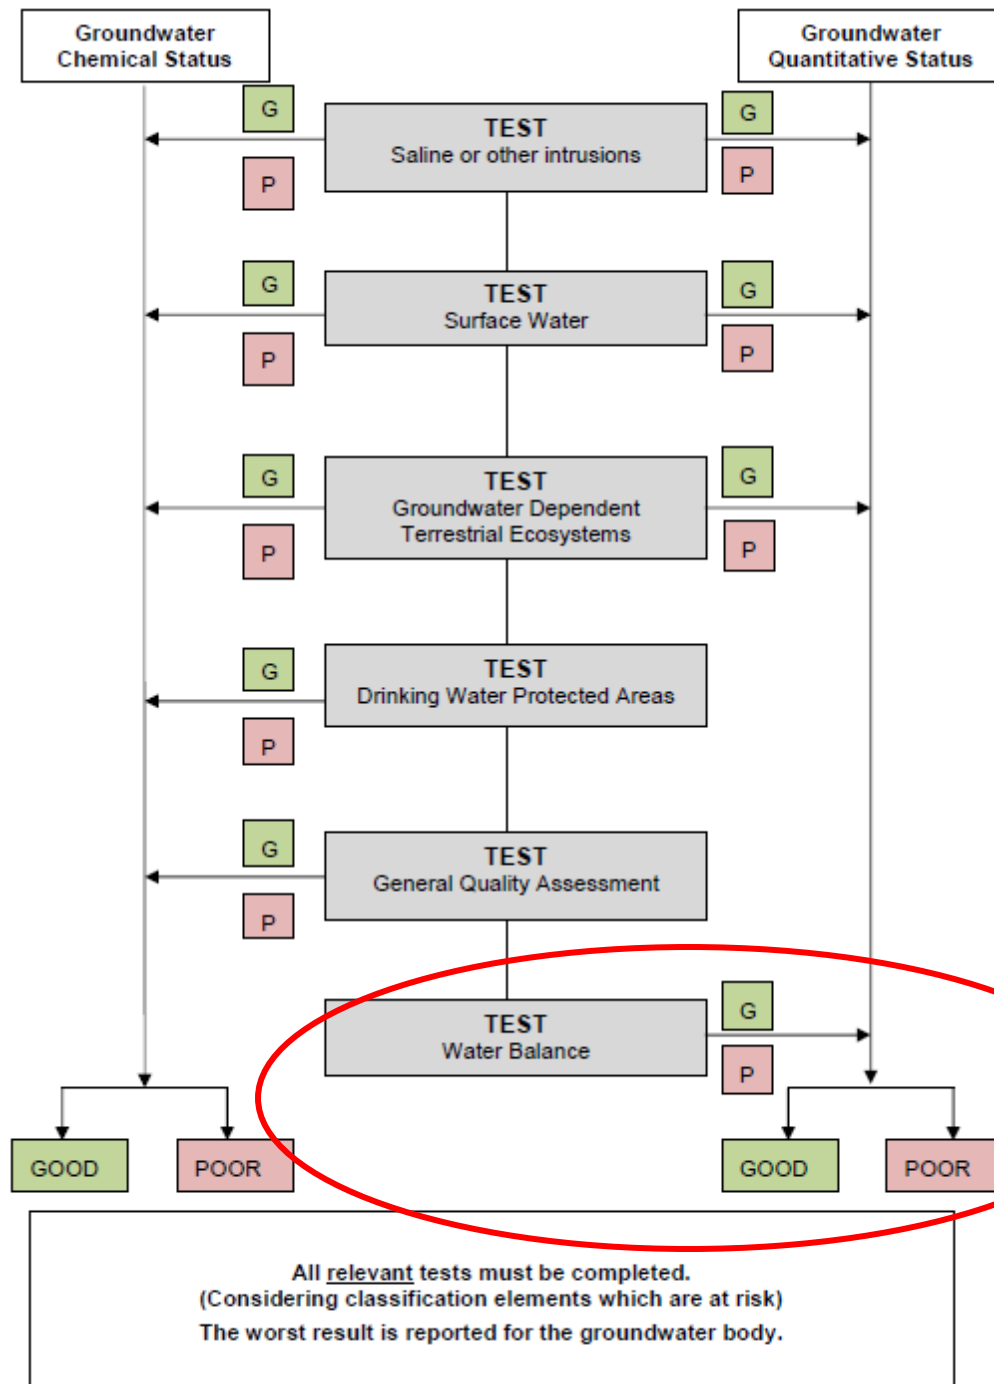 Groundwater
Chemical Status
Groundwater
Quantitative Status
G
P
TEST
Saline or other intrusions
G
P
G
P
TEST
Surface Water
G
P
G
P
TEST
Groundwater Dependent
Terrestrial Ecosystems
G
P
G
P
TEST
Drinking Water Protected Areas
G
P
TEST
General Quality Assessment
TEST
Water Balance
G
P
GOOD
POOR
GOOD
POOR
All relevant tests must be completed.
(Considering classification elements which are at risk)
The worst result is reported for the groundwater body.